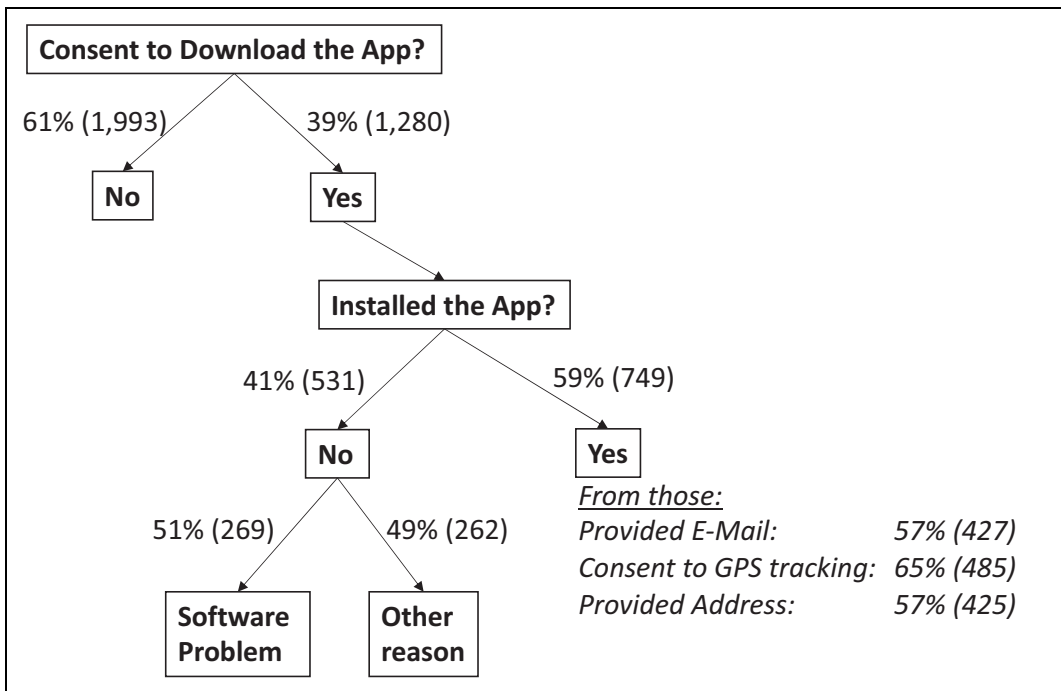 Consent to Download the App?
61% (1,993)
39% (1,280)
No
Yes
Installed the App?
41% (531)
59% (749)
No
Yes
From those:
51% (269)
49% (262)
Provided E-Mail: 57% (427)
Consent to GPS tracking: 65% (485)
Provided Address: 57% (425)
Software
Problem
Other
reason